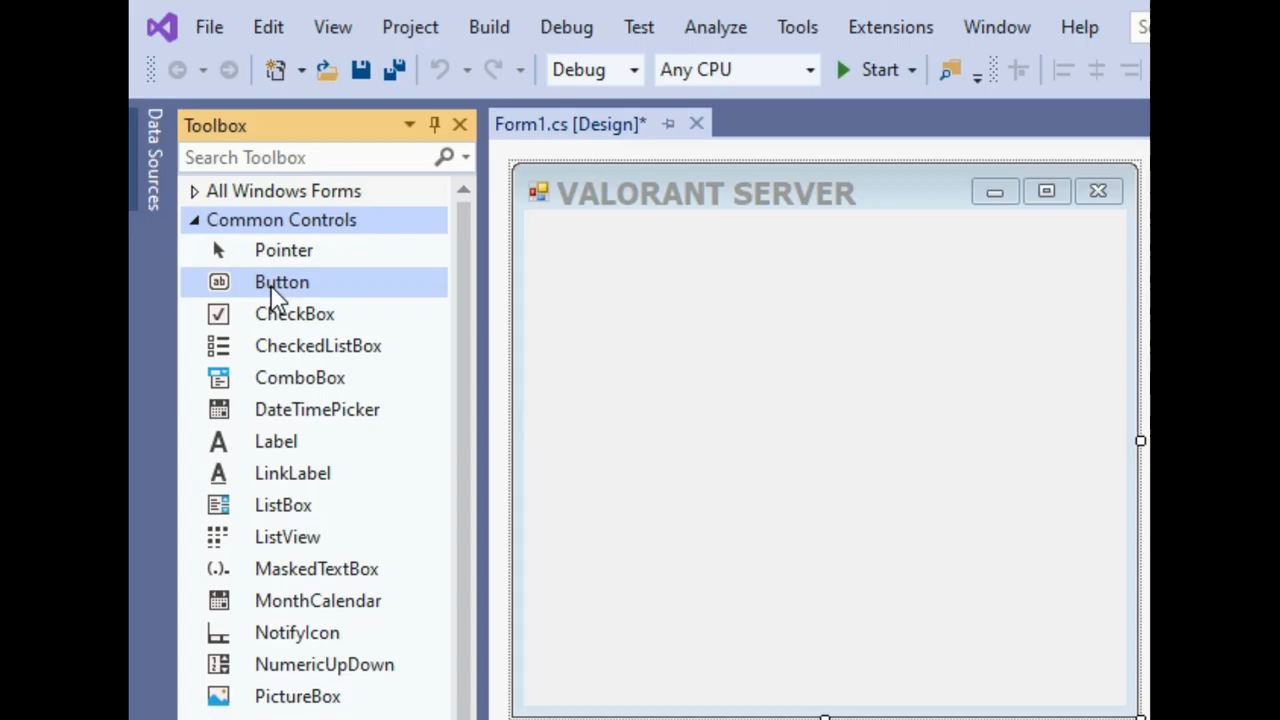 File Edit View Project Build Debug Test Analyze Tools Extensions Window Help
Debug Any CPU Start
Data Sources
Toolbox
Form1.cs [Design]*
Search Toolbox
All Windows Forms
VALORANT SERVER
Common Controls
Pointer
Button
CheckBox
CheckedListBox
ComboBox
DateTimePicker
Label
LinkLabel
ListBox
ListView
MaskedTextBox
MonthCalendar
NotifyIcon
NumericUpDown
PictureBox